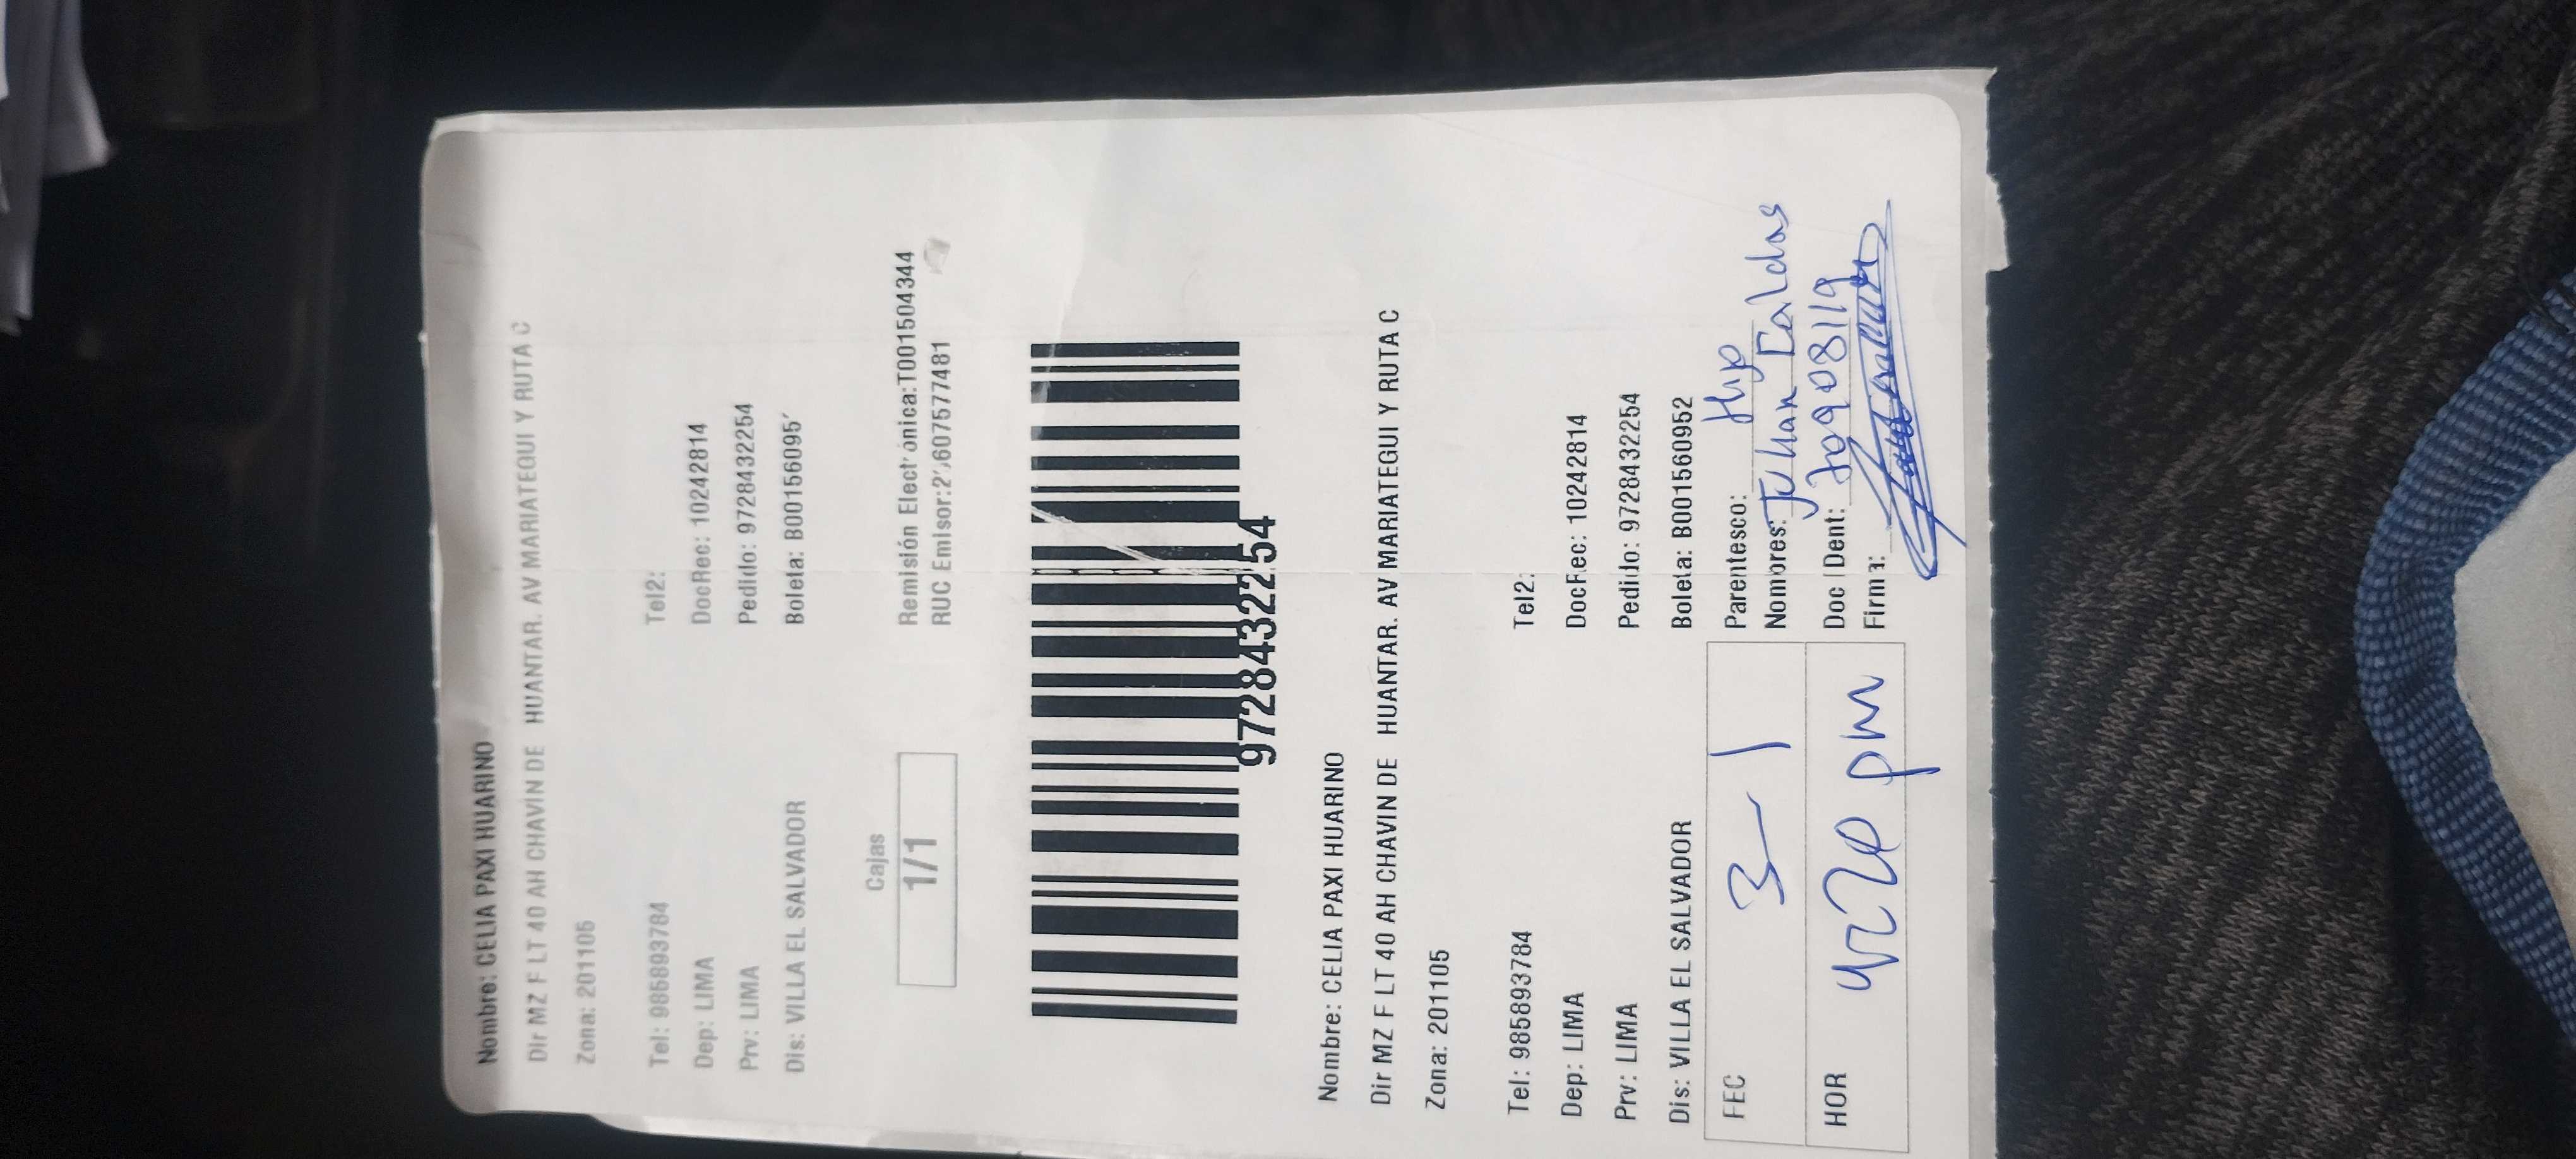 Nombre: CELIA PAXI HUARINO
Dir MZ F LT 40 AH CHAVIN DE HUANTAR. AV MARIATEGUI Y RUTA C
Zona: 201105
Tel: 985893784 Tel2:
Dep: LIMA DocRec: 10242814
Prv: LIMA Pedido: 9728432254
Dis: VILLA EL SALVADOR Boleta: B00156095
Cajas
1/1
Remisión Electrónica:T001504344
RUC Emisor:
9728432254
Nombre: CELIA PAXI HUARINO
Dir MZ F LT 40 AH CHAVIN DE HUANTAR. AV MARIATEGUI Y RUTA C
Zona: 201105
Tel: 985893784 Tel2:
Dep: LIMA DocRec: 10242814
Prv: LIMA Pedido: 9728432254
Dis: VILLA EL SALVADOR Boleta: B001560952
FEC 3-1 Parentesco: Hijo
Nombres: Julian Caldas
HOR pm Doc Ident:
Firma: